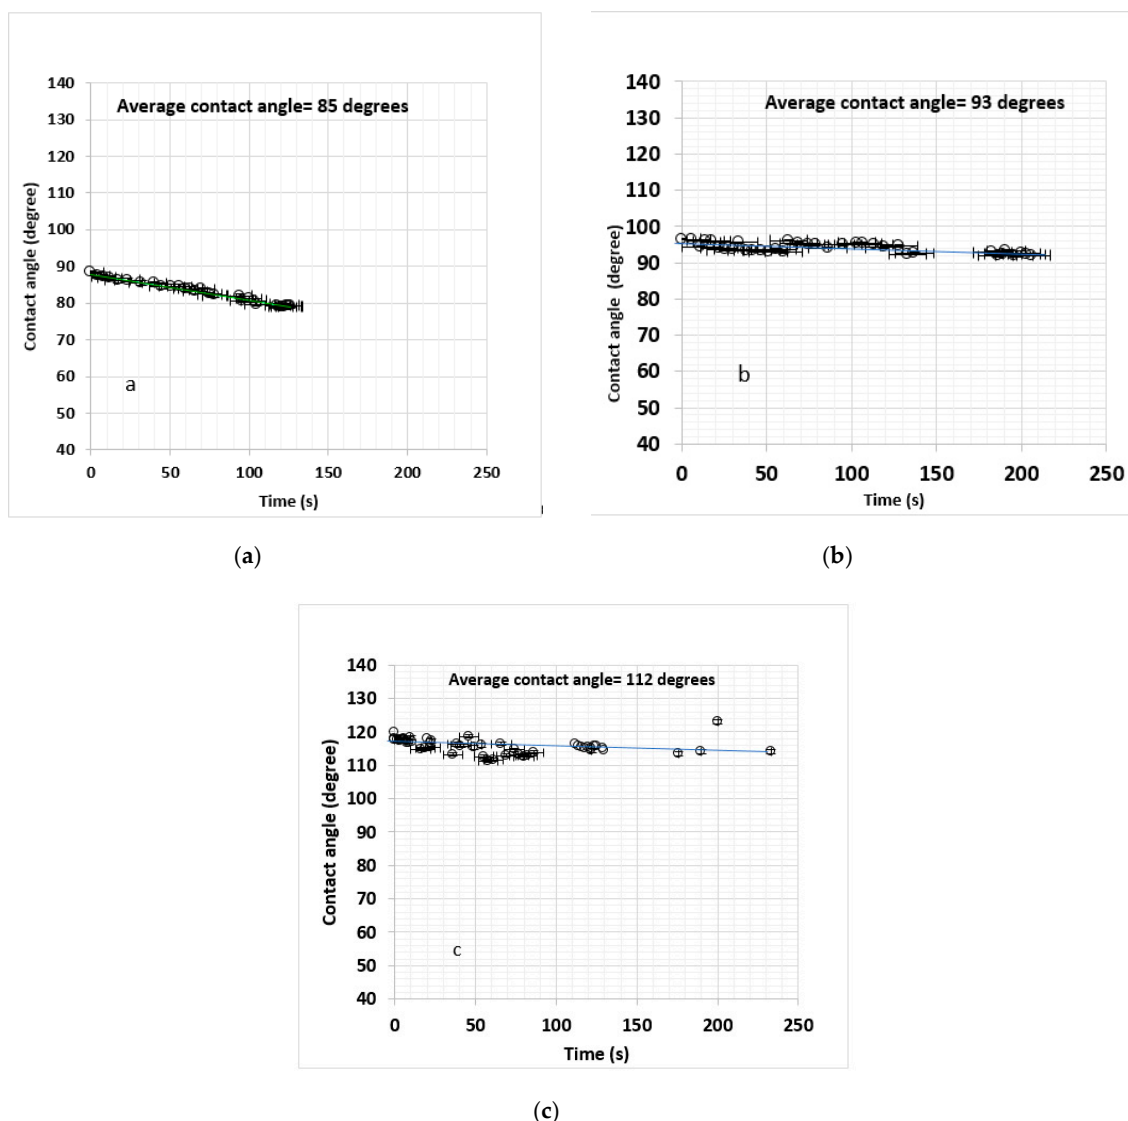 140
Average contact angle= 85 degrees
130
120
110
100
90
80
70
60
50
40
Contact angle (degree)
a
0 50 100 150 200 250
Time (s)
(a)
140
Average contact angle= 93 degrees
130
120
110
100
90
80
70
60
50
40
Contact angle (degree)
b
0 50 100 150 200 250
Time (s)
(b)
140
Average contact angle= 112 degrees
130
120
110
100
90
80
70
60
50
40
Contact angle (degree)
c
0 50 100 150 200 250
Time (s)
(c)